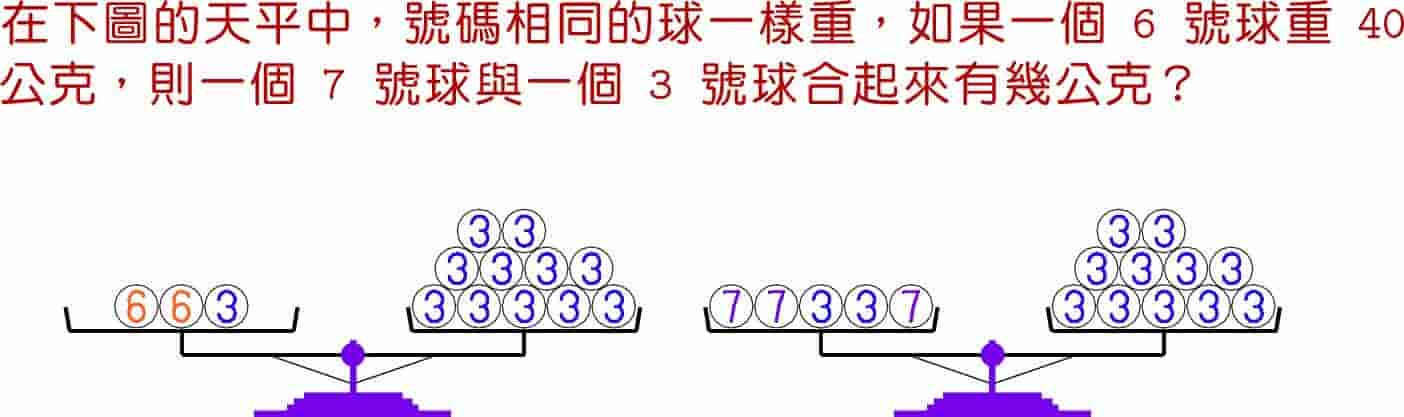 在下圖的天平中，號碼相同的球一樣重，如果一個 6 號球重 40
公克，則一個 7 號球與一個 3 號球合起來有幾公克？
3 3 3 3
3 3 3 3 3 3 3 3
6 6 3 3 3 3 3 3 7 7 3 3 7 3 3 3 3 3